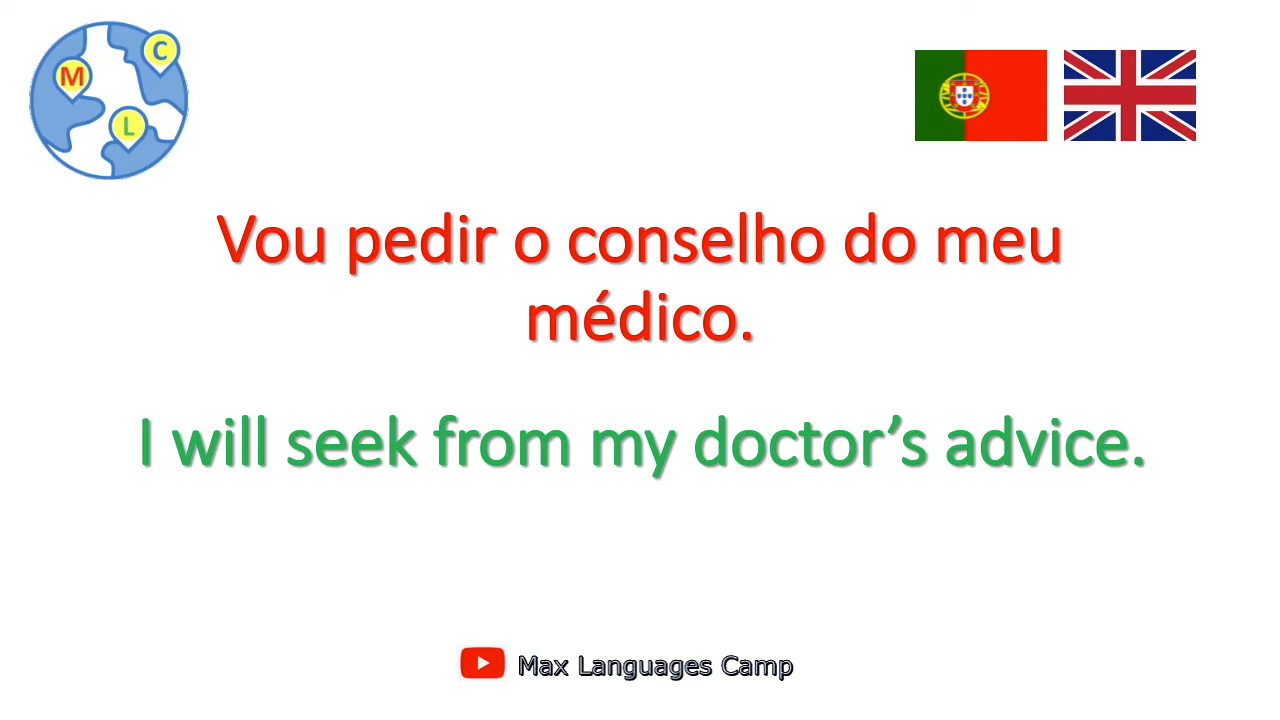 M
C
L
Vou pedir o conselho do meu
médico.
I will seek from my doctor’s advice.
Max Languages Camp